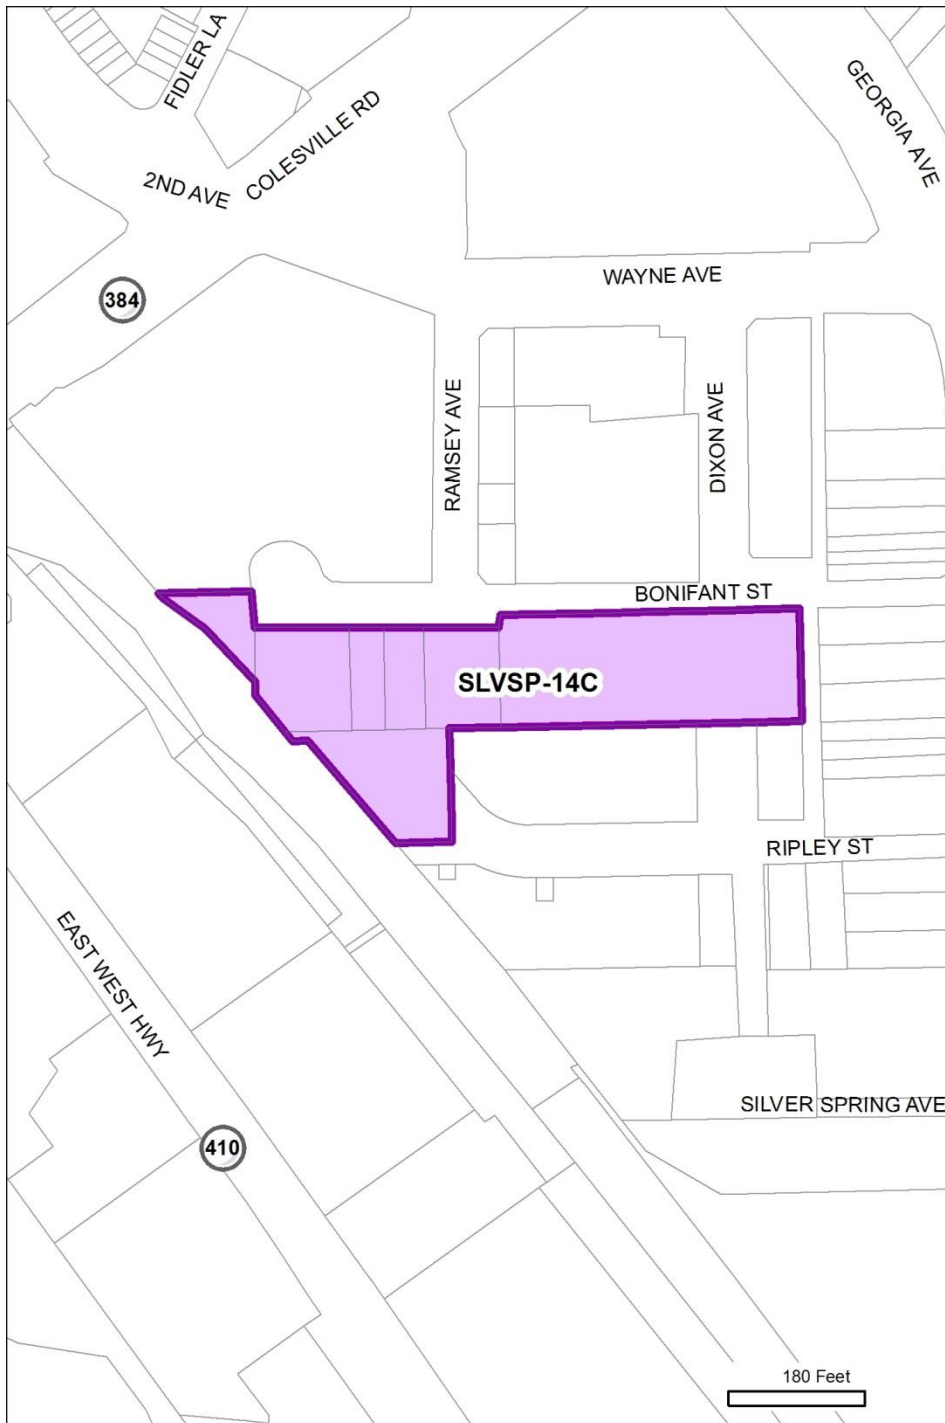 FIDLER LA
GEORGIA AVE
COLESVILLE RD
2ND AVE
384
WAYNE AVE
RAMSEY AVE
DIXON AVE
BONIFANT ST
SLVSP-14C
RIPLEY ST
EAST WEST HWY
SILVER SPRING AVE
410
180 Feet